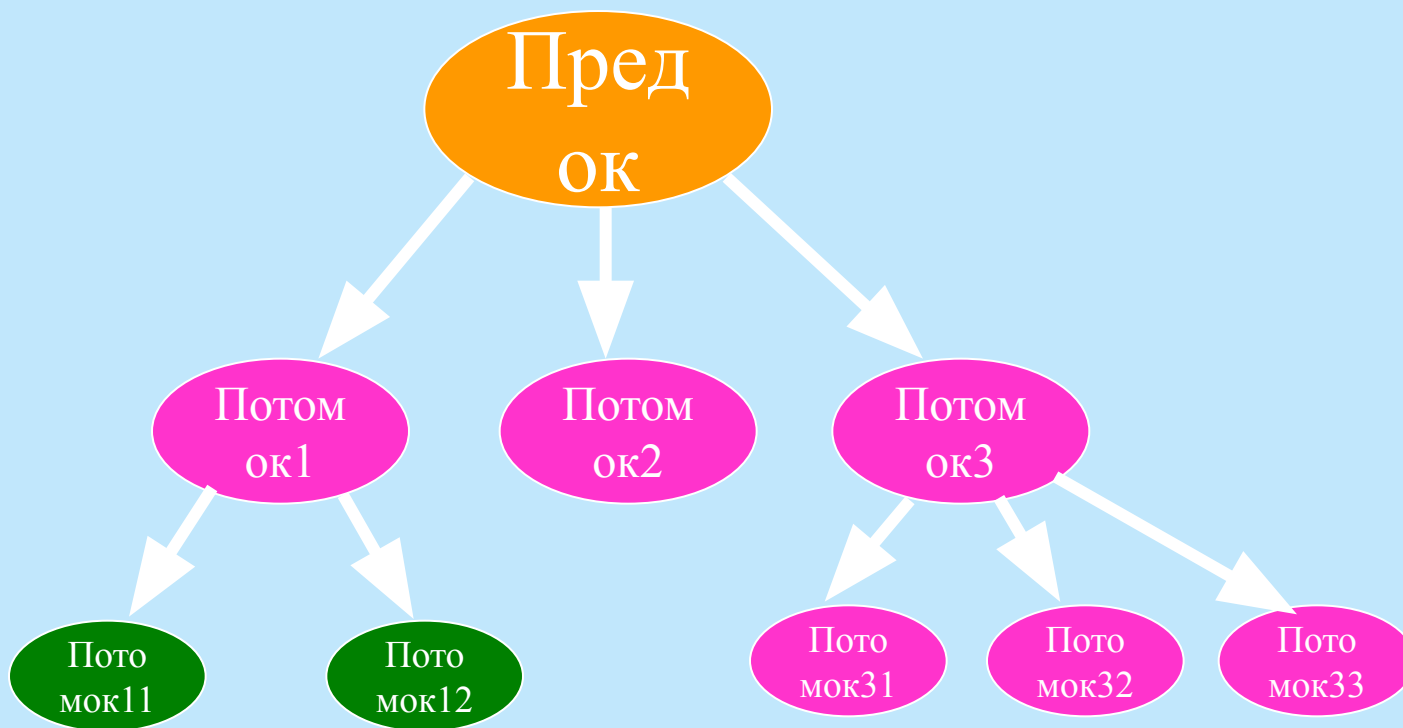 Пред
ок
Потом
ок1
Потом
ок2
Потом
ок3
Пото
мок11
Пото
мок12
Пото
мок31
Пото
мок32
Пото
мок33